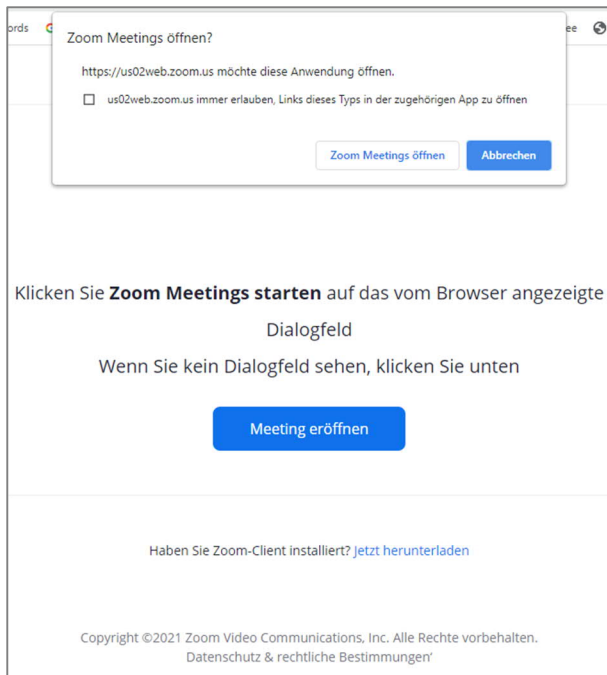 ords
ee
Zoom Meetings öffnen?
https://us02web.zoom.us möchte diese Anwendung öffnen.
us02web.zoom.us immer erlauben, Links dieses Typs in der zugehörigen App zu öffnen
Zoom Meetings öffnen Abbrechen
Klicken Sie Zoom Meetings starten auf das vom Browser angezeigte
Dialogfeld
Wenn Sie kein Dialogfeld sehen, klicken Sie unten
Meeting eröffnen
Haben Sie Zoom-Client installiert? Jetzt herunterladen
Copyright ©2021 Zoom Video Communications, Inc. Alle Rechte vorbehalten.
Datenschutz & rechtliche Bestimmungen'